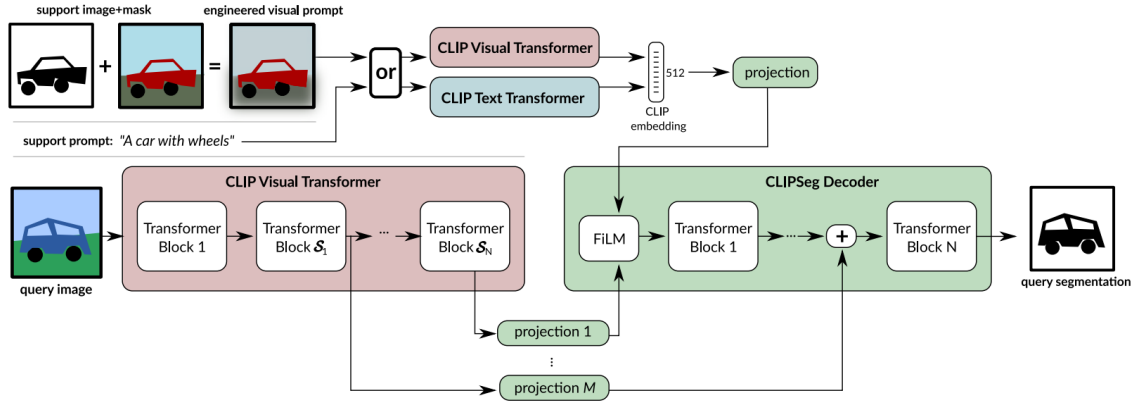 support image+mask
engineered visual prompt
+
=
or
CLIP Visual Transformer
CLIP Text Transformer
512
CLIP
embedding
projection
support prompt: "A car with wheels"
CLIP Visual Transformer
Transformer
Block 1
Transformer
Block 𝓢₁
...
Transformer
Block 𝓢_N
query image
CLIPSeg Decoder
FiLM
Transformer
Block 1
...
+
Transformer
Block N
query segmentation
projection 1
⋮
projection M